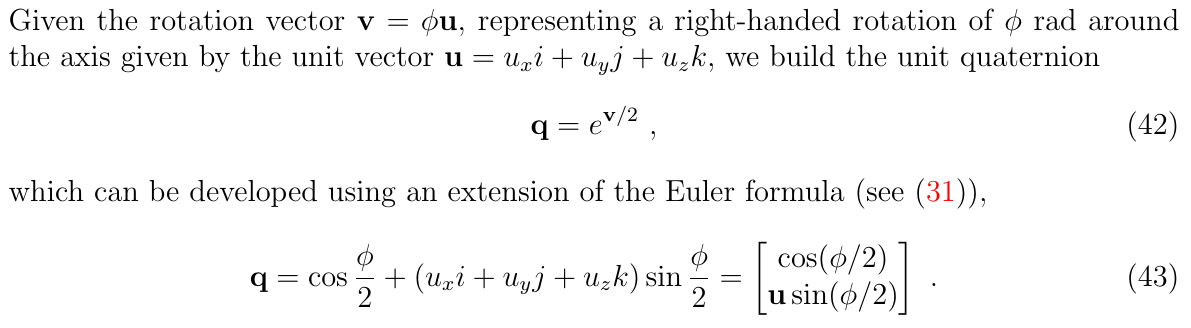 Given the rotation vector v = ϕu, representing a right-handed rotation of ϕ rad around
the axis given by the unit vector u = uₓi + u_y j + u_z k, we build the unit quaternion
q = e^{v/2} , (42)
which can be developed using an extension of the Euler formula (see (31)),
q = cos ϕ/2 + (uₓi + u_y j + u_z k) sin ϕ/2 = [cos(ϕ/2) u sin(ϕ/2)] . (43)